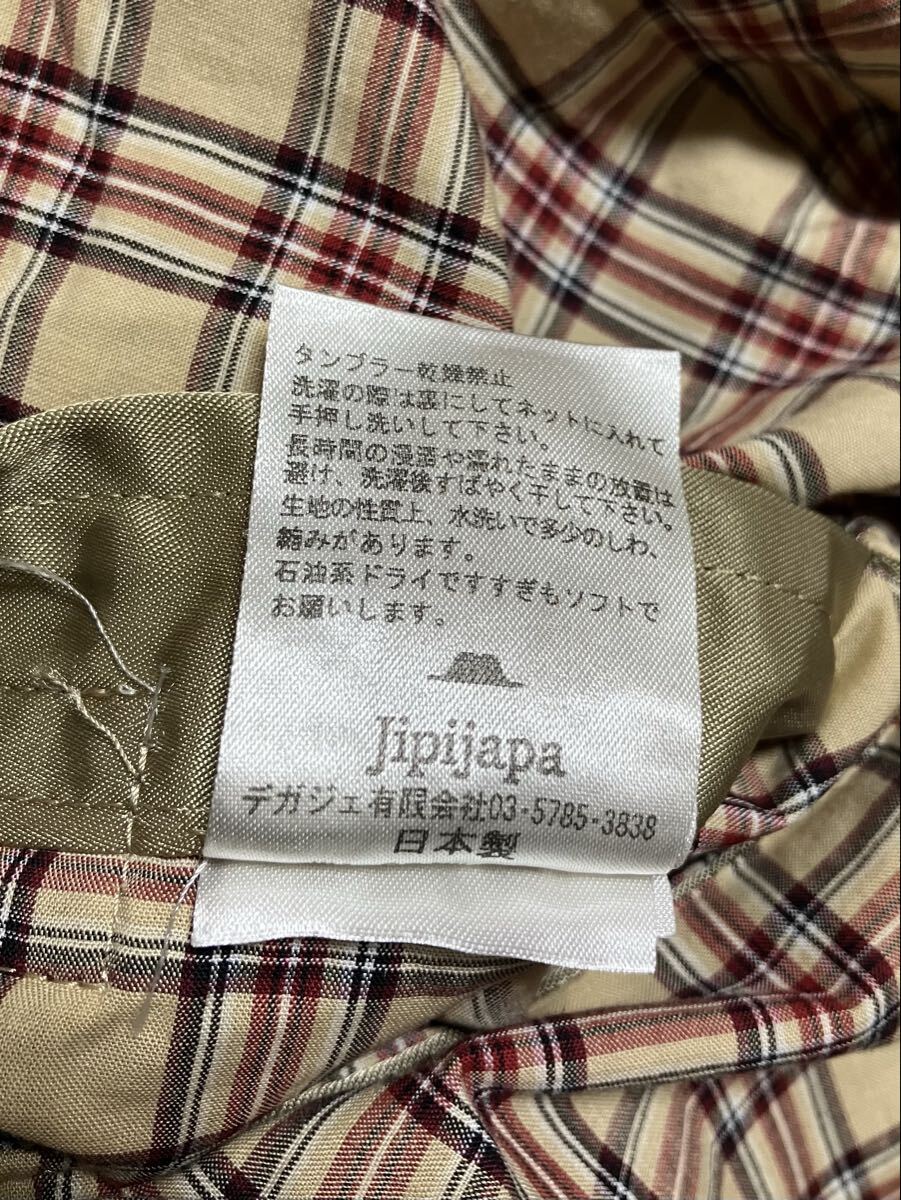 タンブラー乾燥禁止
洗濯の際は裏にしてネットに入れて
手押し洗いして下さい。
長時間の浸漬や濡れたままの放置は
避け、洗濯後すばやく干して下さい。
生地の性質上、水洗いで多少のしわ、
縮みがあります。
石油系ドライですすぎもソフトで
お願いします。
Jipijapa
デガジェ有限会社03-5785-3838
日本製